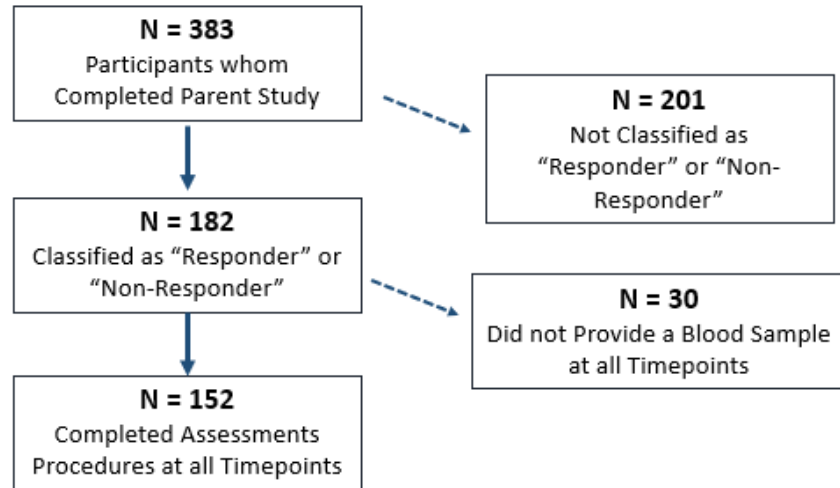 N = 383
Participants whom
Completed Parent Study
N = 201
Not Classified as
“Responder” or “Non-
Responder”
N = 182
Classified as “Responder” or
“Non-Responder”
N = 30
Did not Provide a Blood Sample
at all Timepoints
N = 152
Completed Assessments
Procedures at all Timepoints